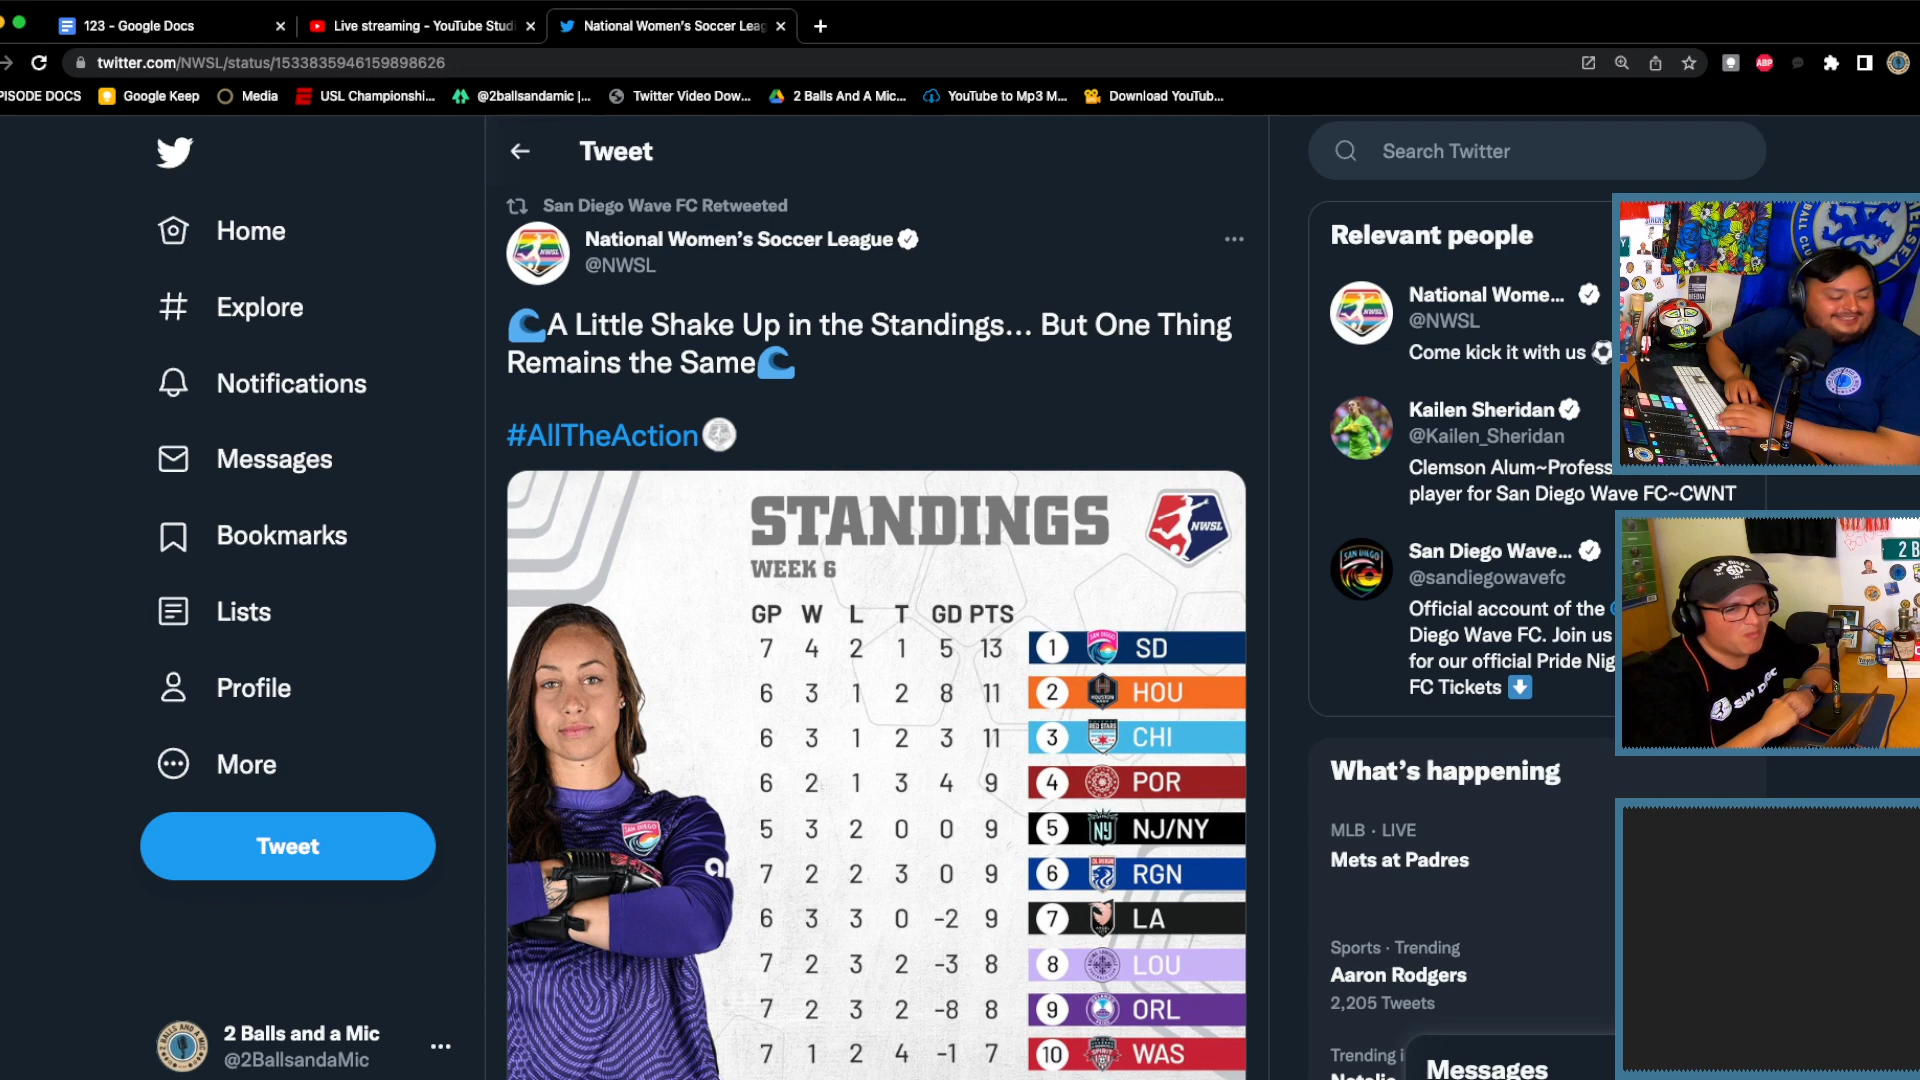 123 - Google Docs
Live streaming - YouTube Studi
National Women's Soccer Leag
twitter.com/NWSL/status/1533835946159898626
ABP
PISODE DOCS
Google Keep
Media
USL Championshi...
@2ballsandamic |...
Twitter Video Dow...
2 Balls And A Mic...
YouTube to Mp3 M...
Download YouTub...
Home
Explore
Notifications
Messages
Bookmarks
Lists
Profile
More
Tweet
2 Balls and a Mic
@2BallsandaMic
Tweet
San Diego Wave FC Retweeted
National Women's Soccer League
@NWSL
🌊A Little Shake Up in the Standings... But One Thing
Remains the Same🌊
#AllTheAction
STANDINGS
NWSL
WEEK 6
GP W L T GD PTS
7 4 2 1 5 13 1 SD
6 3 1 2 8 11 2 HOU
6 3 1 2 3 11 3 CHI
6 2 1 3 4 9 4 POR
5 3 2 0 0 9 5 NJ/NY
7 2 2 3 0 9 6 RGN
6 3 3 0 -2 9 7 LA
7 2 3 2 -3 8 8 LOU
7 2 3 2 -8 8 9 ORL
7 1 2 4 -1 7 10 WAS
Search Twitter
Relevant people
National Wome...
@NWSL
Come kick it with us ⚽
Kailen Sheridan
@Kailen_Sheridan
Clemson Alum~Profess
player for San Diego Wave FC~CWNT
San Diego Wave...
@sandiegowavefc
Official account of the
Diego Wave FC. Join us
for our official Pride Nig
FC Tickets ⬇
What's happening
MLB · LIVE
Mets at Padres
Sports · Trending
Aaron Rodgers
2,205 Tweets
Trending i
Messages